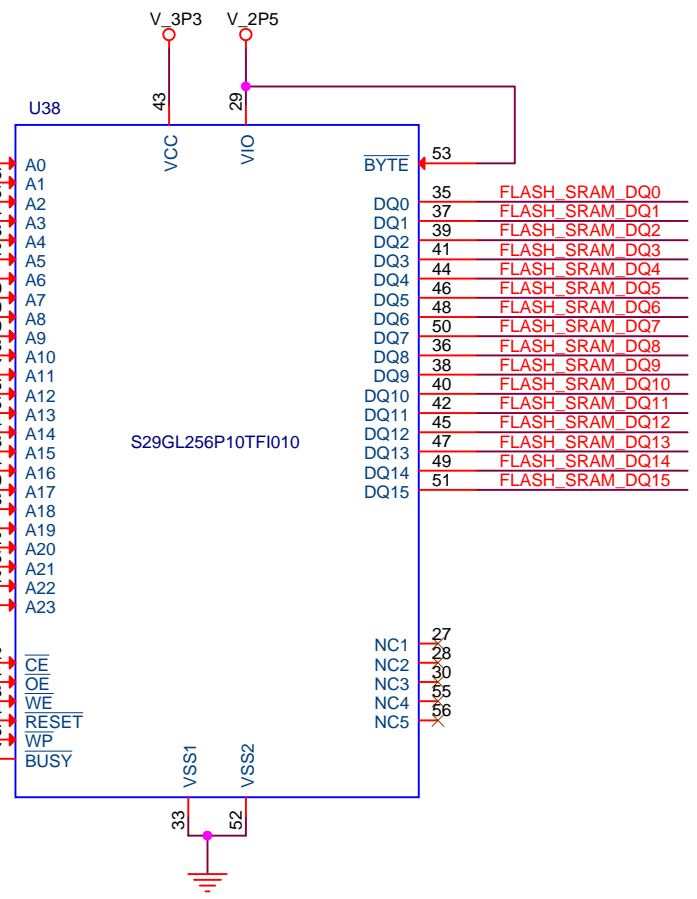 V_3P3 V_2P5
43 29
U38
VCC VIO
BYTE 53
A0
A1
A2
A3
A4
A5
A6
A7
A8
A9
A10
A11
A12
A13
A14
A15
A16
A17
A18
A19
A20
A21
A22
A23
DQ0 35 FLASH_SRAM_DQ0
DQ1 37 FLASH_SRAM_DQ1
DQ2 39 FLASH_SRAM_DQ2
DQ3 41 FLASH_SRAM_DQ3
DQ4 44 FLASH_SRAM_DQ4
DQ5 46 FLASH_SRAM_DQ5
DQ6 48 FLASH_SRAM_DQ6
DQ7 50 FLASH_SRAM_DQ7
DQ8 36 FLASH_SRAM_DQ8
DQ9 38 FLASH_SRAM_DQ9
DQ10 40 FLASH_SRAM_DQ10
DQ11 42 FLASH_SRAM_DQ11
DQ12 45 FLASH_SRAM_DQ12
DQ13 47 FLASH_SRAM_DQ13
DQ14 49 FLASH_SRAM_DQ14
DQ15 51 FLASH_SRAM_DQ15
S29GL256P10TFI010
NC1 27
NC2 28
NC3 30
NC4 55
NC5 56
CE
OE
WE
RESET
WP
BUSY
VSS1 VSS2
33 52